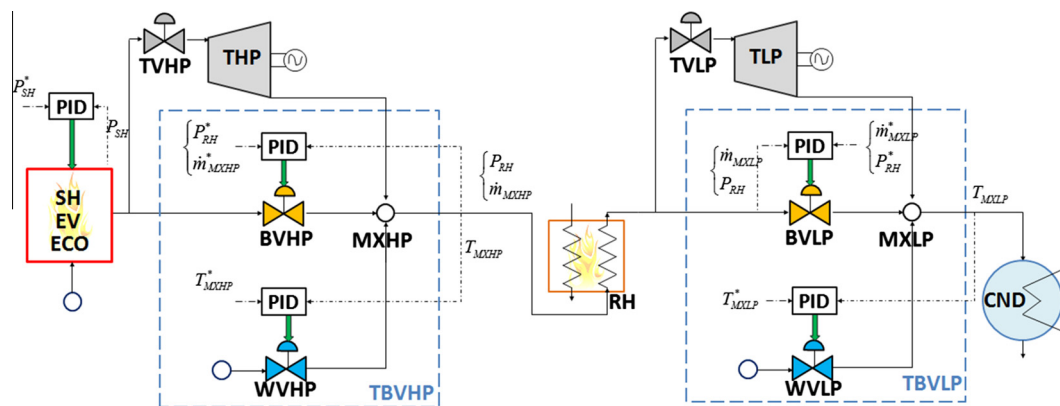 TVHP
THP
TVLP
TLP
P*SH
PID
PSH
P*RH
ṁ*MXHP
PID
PRH
ṁMXHP
ṁMXLP
PRH
PID
ṁ*MXLP
P*RH
SH
EV
ECO
BVHP
MXHP
BVLP
MXLP
TMXLP
TMXHP
T*MXHP
PID
RH
T*MXLP
PID
CND
WVHP
TBVHP
WVLP
TBVLP